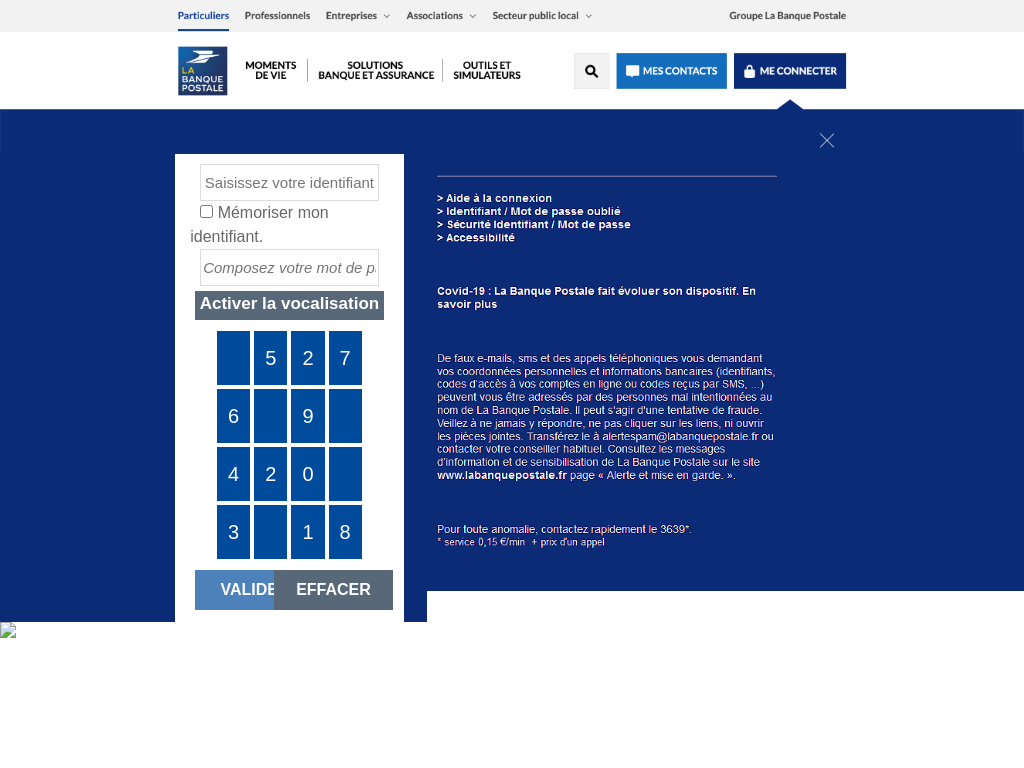 Particuliers Professionnels Entreprises Associations Secteur public local Groupe La Banque Postale
LA
BANQUE
POSTALE
MOMENTS
DE VIE
SOLUTIONS
BANQUE ET ASSURANCE
OUTILS ET
SIMULATEURS
MES CONTACTS
ME CONNECTER
Saisissez votre identifiant
Mémoriser mon
identifiant.
Composez votre mot de p
Activer la vocalisation
5 2 7
6 9
4 2 0
3 1 8
VALIDE EFFACER
> Aide à la connexion
> Identifiant / Mot de passe oublié
> Sécurité Identifiant / Mot de passe
> Accessibilité
Covid-19 : La Banque Postale fait évoluer son dispositif. En
savoir plus
De faux e-mails, sms et des appels téléphoniques vous demandant
vos coordonnées personnelles et informations bancaires (identifiants,
codes d'accès à vos comptes en ligne ou codes reçus par SMS, ...)
peuvent vous être adressés par des personnes mal intentionnées au
nom de La Banque Postale. Il peut s'agir d'une tentative de fraude.
Veillez à ne jamais y répondre, ne pas cliquer sur les liens, ni ouvrir
les pièces jointes. Transférez le à alertespam@labanquepostale.fr ou
contacter votre conseiller habituel. Consultez les messages
d'information et de sensibilisation de La Banque Postale sur le site
www.labanquepostale.fr page « Alerte et mise en garde. ».
Pour toute anomalie, contactez rapidement le 3639*.
* service 0,15 €/min + prix d'un appel